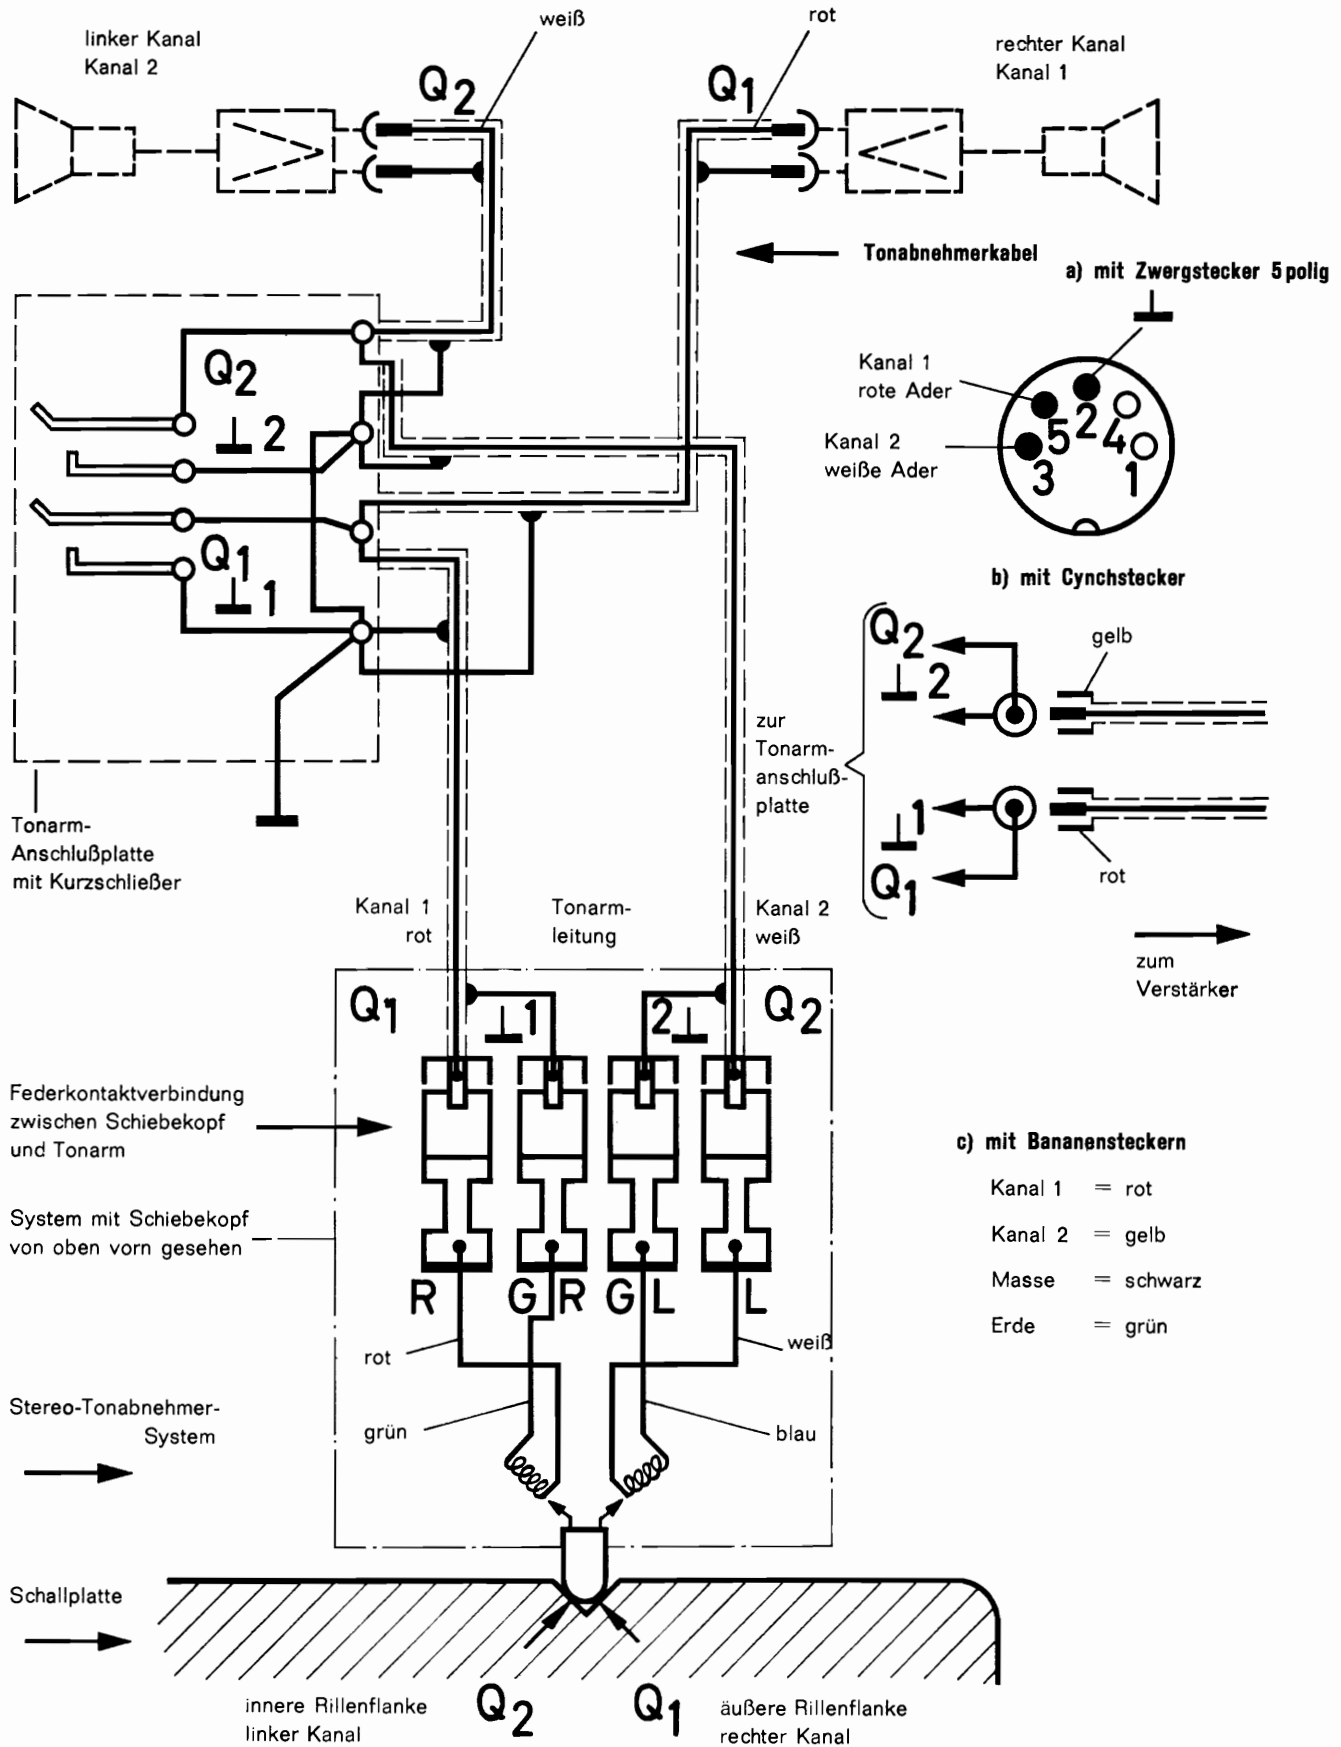 weiß
rot
linker Kanal
Kanal 2
rechter Kanal
Kanal 1
Q2
Q1
Tonabnehmerkabel
a) mit Zwergstecker 5polig
Kanal 1
rote Ader
Kanal 2
weiße Ader
5 2 4
3 1
Q2
2
Q1
1
b) mit Cynchstecker
Q2
2
gelb
zur
Tonarm-
anschluß-
platte
1
Q1
rot
zum
Verstärker
Tonarm-
Anschlußplatte
mit Kurzschließer
Kanal 1
rot
Tonarm-
leitung
Kanal 2
weiß
Q1
1
2
Q2
Federkontaktverbindung
zwischen Schiebekopf
und Tonarm
System mit Schiebekopf
von oben vorn gesehen
R G R G L L
rot
weiß
grün
blau
c) mit Bananensteckern
Kanal 1 = rot
Kanal 2 = gelb
Masse = schwarz
Erde = grün
Stereo-Tonabnehmer-
System
Schallplatte
innere Rillenflanke
linker Kanal
Q2
Q1
äußere Rillenflanke
rechter Kanal